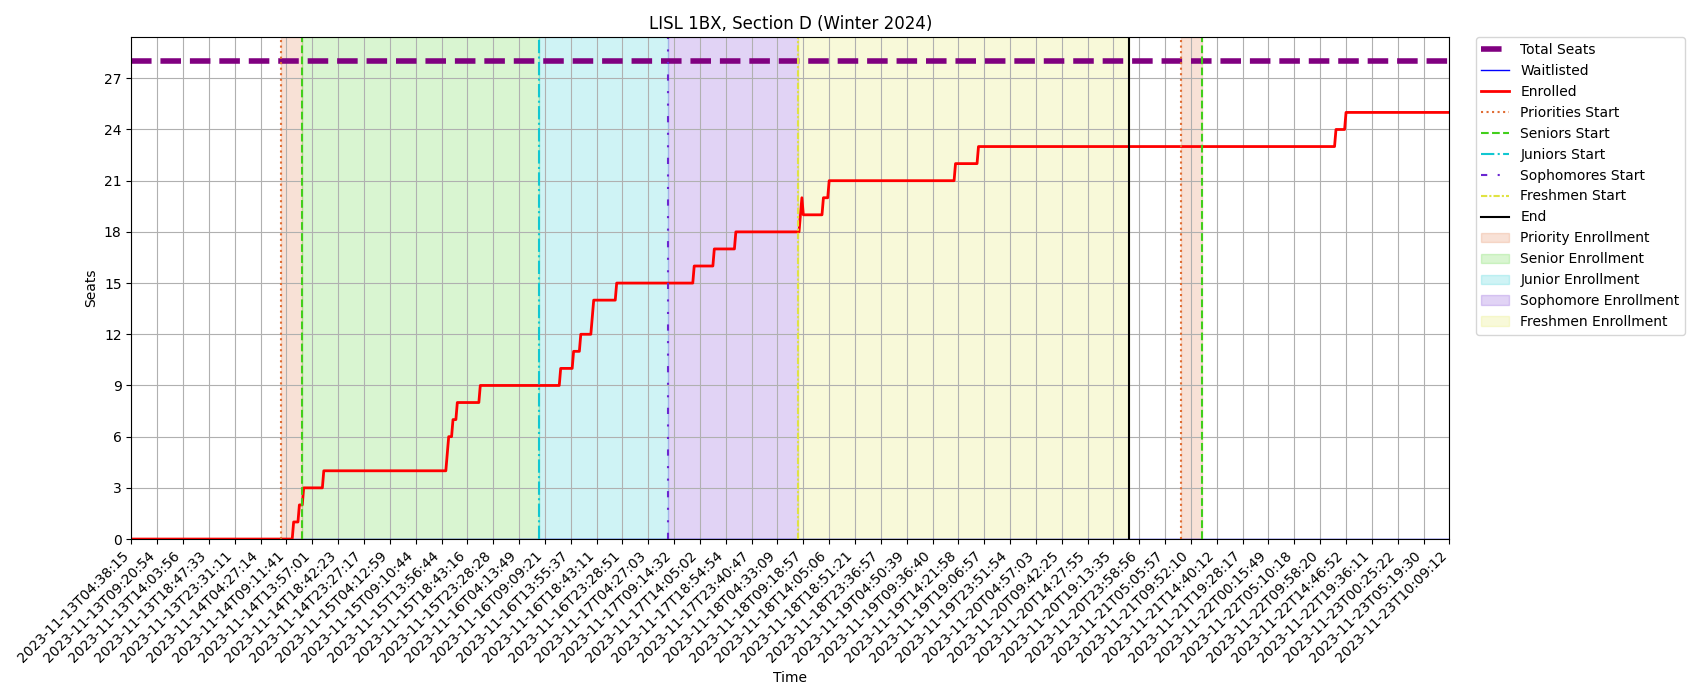 LISL 1BX, Section D (Winter 2024)
27
24
21
18
15
12
9
6
3
0
Seats
2023-11-13T04:38:15
2023-11-13T09:20:54
2023-11-13T14:03:56
2023-11-13T18:47:33
2023-11-13T23:31:11
2023-11-14T04:27:14
2023-11-14T09:11:41
2023-11-14T13:57:01
2023-11-14T18:42:23
2023-11-14T23:27:17
2023-11-15T04:12:59
2023-11-15T09:10:44
2023-11-15T13:56:44
2023-11-15T18:43:16
2023-11-15T23:28:28
2023-11-16T04:13:49
2023-11-16T09:09:21
2023-11-16T13:55:37
2023-11-16T18:43:11
2023-11-16T23:28:51
2023-11-17T04:27:03
2023-11-17T09:14:32
2023-11-17T14:05:02
2023-11-17T18:54:54
2023-11-17T23:40:47
2023-11-18T04:33:09
2023-11-18T09:18:57
2023-11-18T14:05:06
2023-11-18T18:51:21
2023-11-18T23:36:57
2023-11-19T04:50:39
2023-11-19T09:36:40
2023-11-19T14:21:58
2023-11-19T19:06:57
2023-11-19T23:51:54
2023-11-20T04:57:03
2023-11-20T09:42:25
2023-11-20T14:27:55
2023-11-20T19:13:35
2023-11-20T23:58:56
2023-11-21T05:05:57
2023-11-21T09:52:10
2023-11-21T14:40:12
2023-11-21T19:28:17
2023-11-22T00:15:49
2023-11-22T05:10:18
2023-11-22T09:58:20
2023-11-22T14:46:52
2023-11-22T19:36:11
2023-11-23T00:25:22
2023-11-23T05:19:30
2023-11-23T10:09:12
Time
Total Seats
Waitlisted
Enrolled
Priorities Start
Seniors Start
Juniors Start
Sophomores Start
Freshmen Start
End
Priority Enrollment
Senior Enrollment
Junior Enrollment
Sophomore Enrollment
Freshmen Enrollment